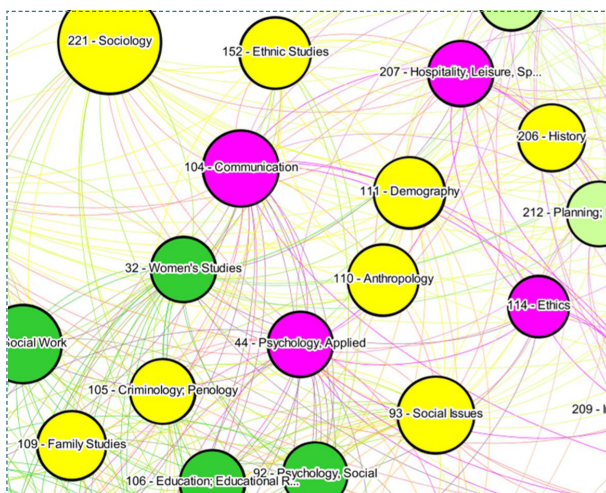 221 - Sociology
152 - Ethnic Studies
207 - Hospitality, Leisure, Sp...
206 - History
104 - Communication
111 - Demography
212 - Planning;
32 - Women's Studies
110 - Anthropology
114 - Ethics
44 - Psychology, Applied
Social Work
105 - Criminology; Penology
93 - Social Issues
209 -
109 - Family Studies
92 - Psychology, Social
106 - Education; Educational R...